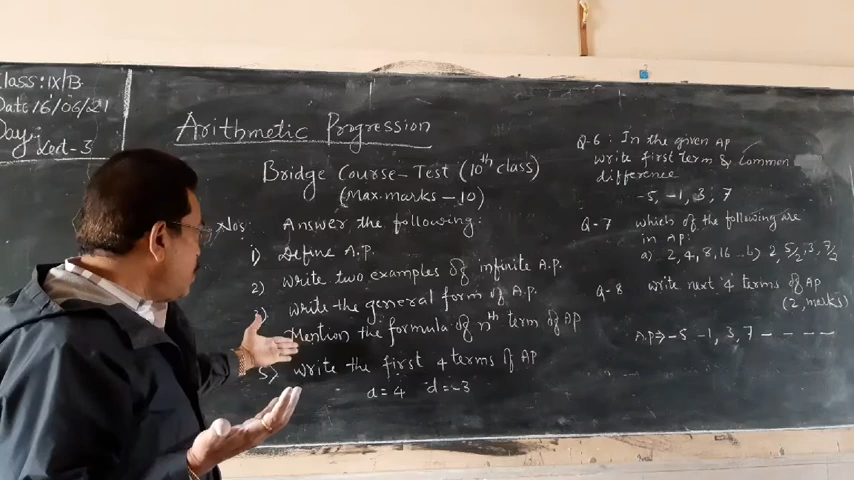 Class: IX/B
Date 16/06/21
Day:
Lect-3
Arithmetic Progression
Bridge Course - Test (10th class)
(Max. marks - 10)
Nos Answer the following:
1) Define A.P.
2) write two examples of infinite A.P.
write the general form of A.P.
Mention the formula of nth term of AP
5) write the first 4 terms of AP
a = 4 d = -3
Q-6 : In the given AP
write first term & Common
difference
-5, -1, 3, 7
Q-7 which of the following are
in AP:
a) 2, 4, 8, 16 .. b) 2, 5/2, 3, 7/2
Q-8 write next '4' terms of AP
(2, marks)
A.P⇒ -5 -1, 3, 7 — — — —